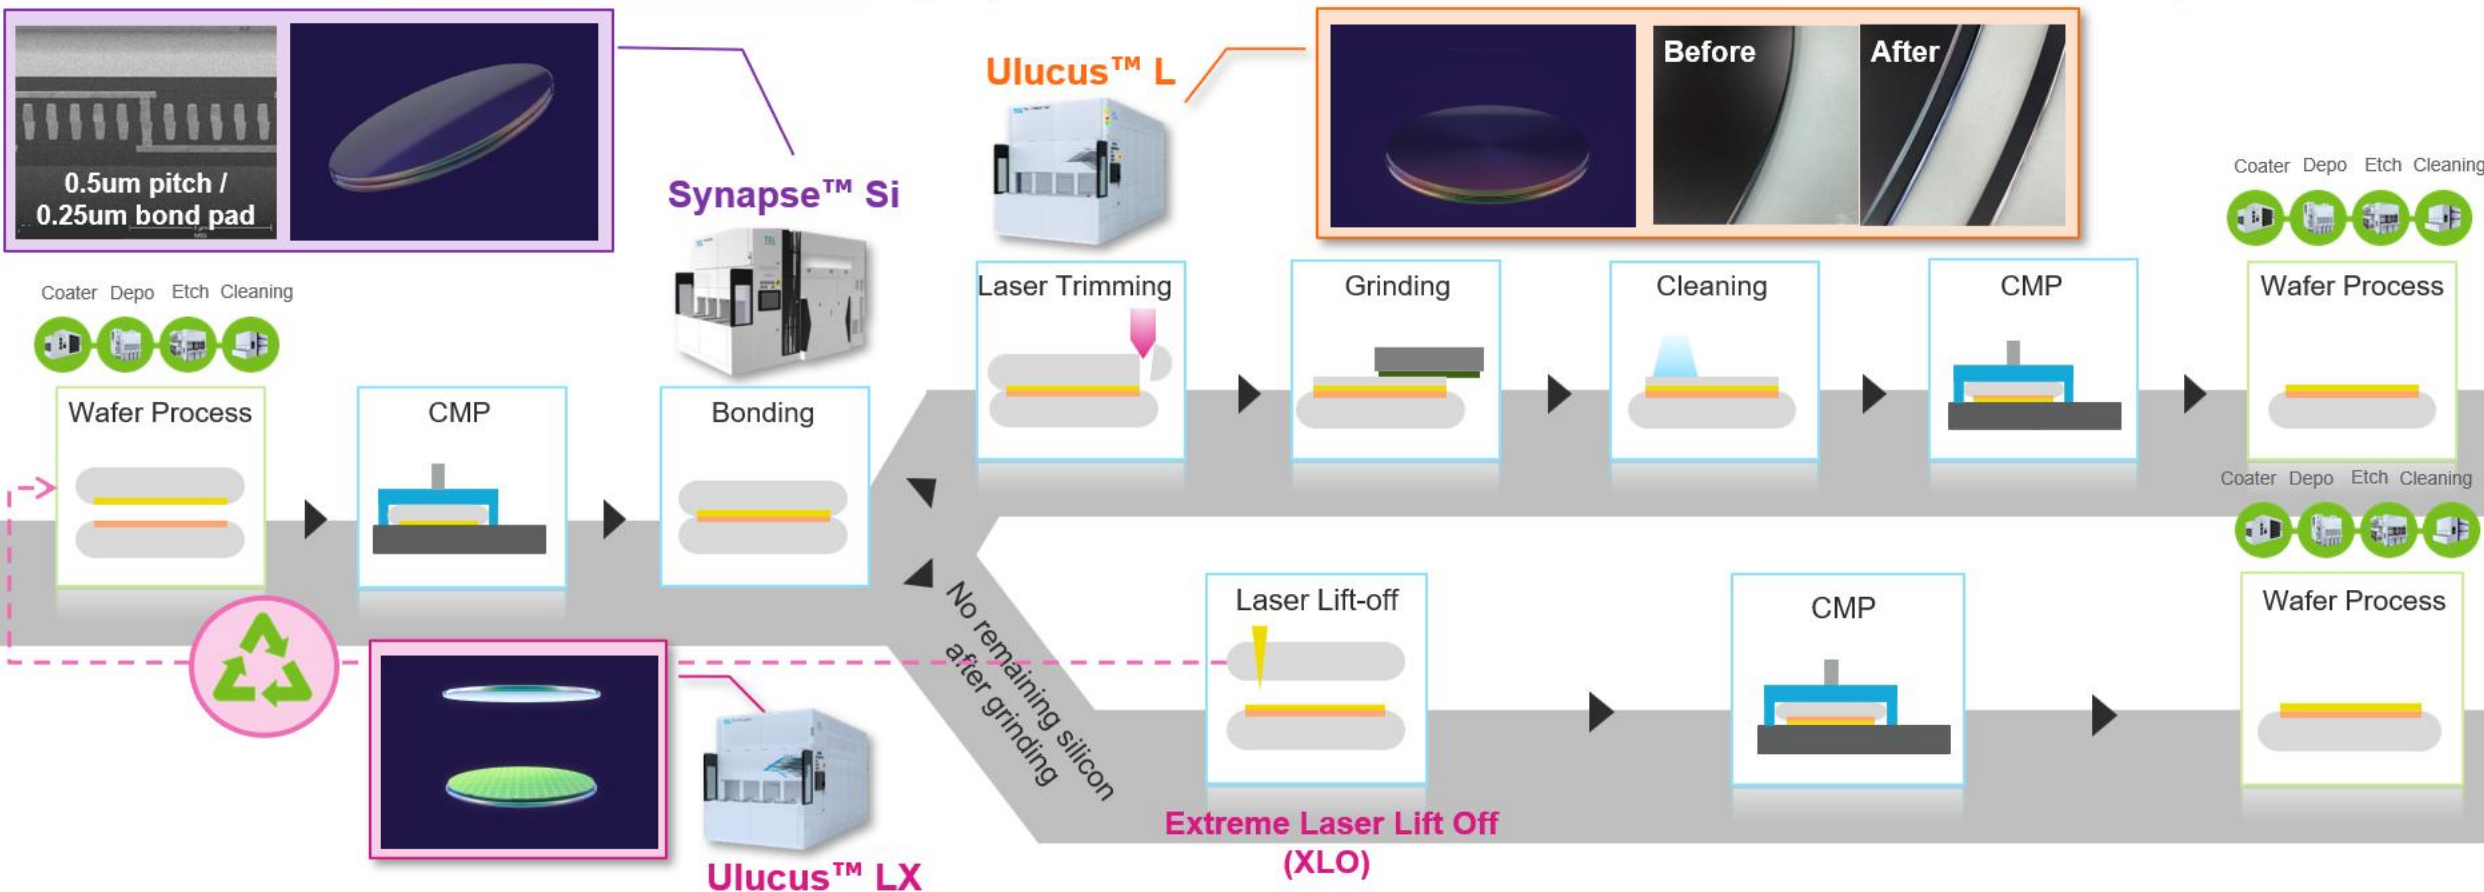 0.5um pitch /
0.25um bond pad
Synapse™ Si
Ulucus™ L
Before
After
Coater Depo Etch Cleaning
Wafer Process
CMP
Bonding
Laser Trimming
Grinding
Cleaning
CMP
Coater Depo Etch Cleaning
Wafer Process
No remaining silicon
after grinding
Laser Lift-off
CMP
Coater Depo Etch Cleaning
Wafer Process
Extreme Laser Lift Off
(XLO)
Ulucus™ LX